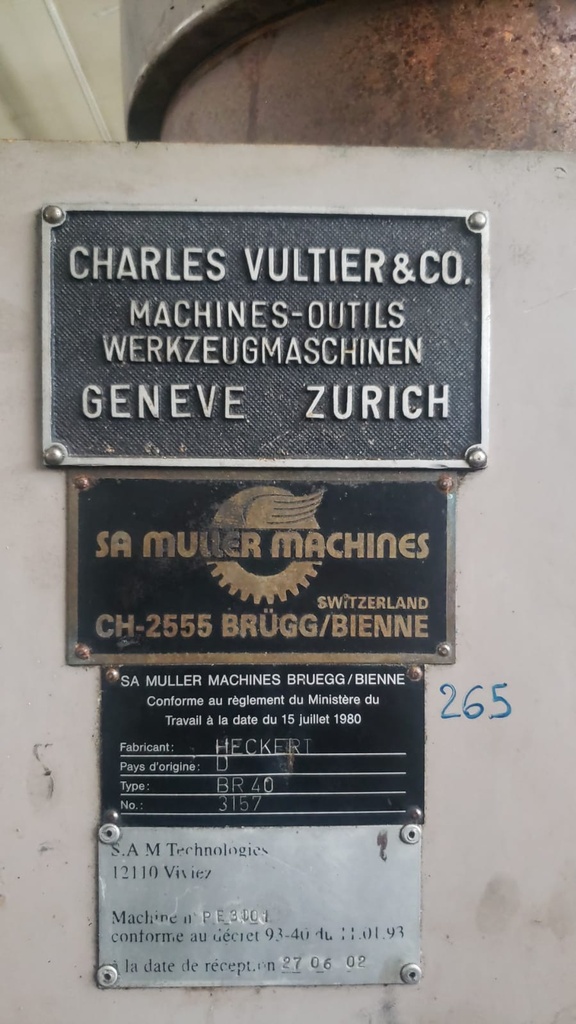 CHARLES VULTIER & CO.
MACHINES-OUTILS
WERKZEUGMASCHINEN
GENEVE ZURICH
SA MULLER MACHINES
SWITZERLAND
CH-2555 BRÜGG/BIENNE
SA MULLER MACHINES BRUEGG/BIENNE
Conforme au règlement du Ministère du
Travail à la date du 15 juillet 1980
Fabricant: HECKERT
Pays d'origine: D
Type: BR 40
No.: 3157
265
S.A M Technologies
12110 Viviez
Machine n°
conforme au décret 93-40 du 11.01.93
à la date de réception 27 06 02